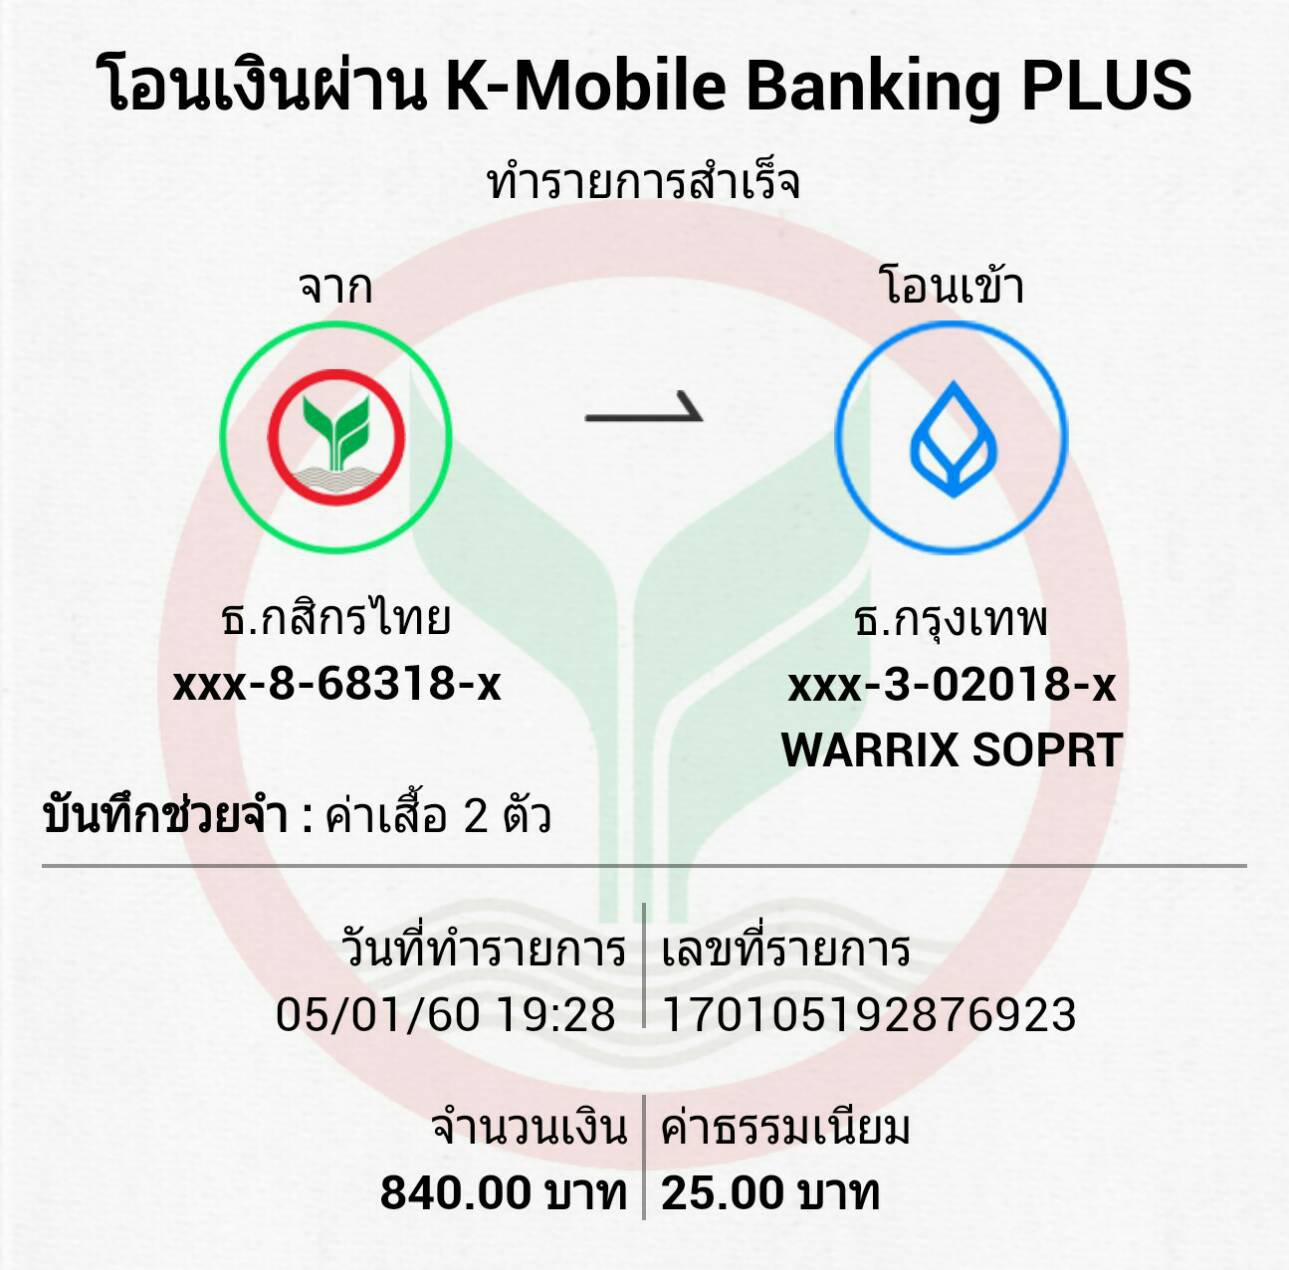 โอนเงินผ่าน K-Mobile Banking PLUS
ทำรายการสำเร็จ
จาก
โอนเข้า
ธ.กสิกรไทย
ธ.กรุงเทพ
xxx-8-68318-x
xxx-3-02018-x
WARRIX SOPRT
บันทึกช่วยจำ : ค่าเสื้อ 2 ตัว
วันที่ทำรายการ
เลขที่รายการ
05/01/60 19:28
170105192876923
จำนวนเงิน
ค่าธรรมเนียม
840.00 บาท
25.00 บาท